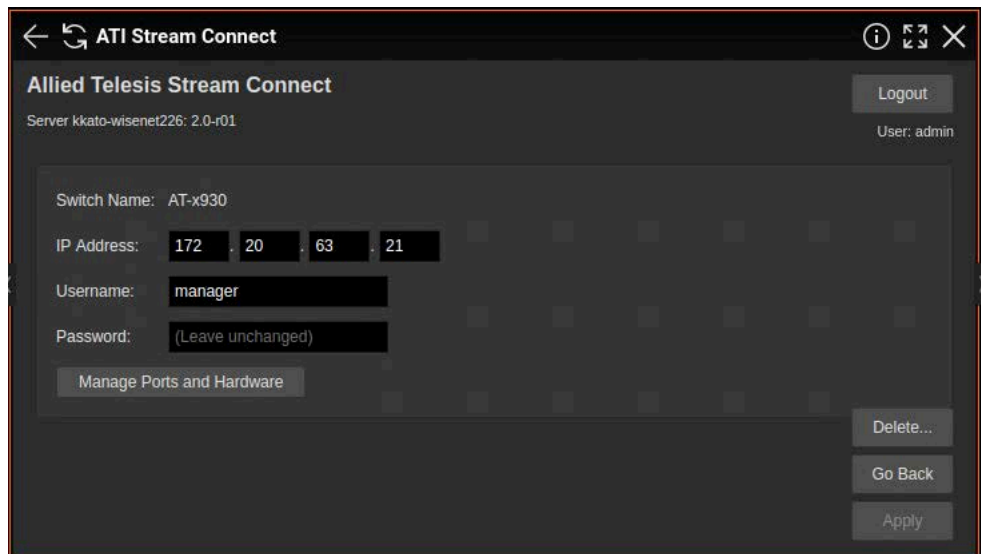 ATI Stream Connect
Allied Telesis Stream Connect
Logout
Server kkato-wisenet226: 2.0-r01
User: admin
Switch Name: AT-x930
IP Address: 172 . 20 . 63 . 21
Username: manager
Password: (Leave unchanged)
Manage Ports and Hardware
Delete...
Go Back
Apply